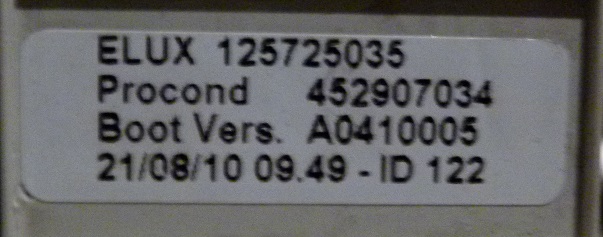 ELUX 125725035
Procond 452907034
Boot Vers. A0410005
21/08/10 09.49 - ID 122